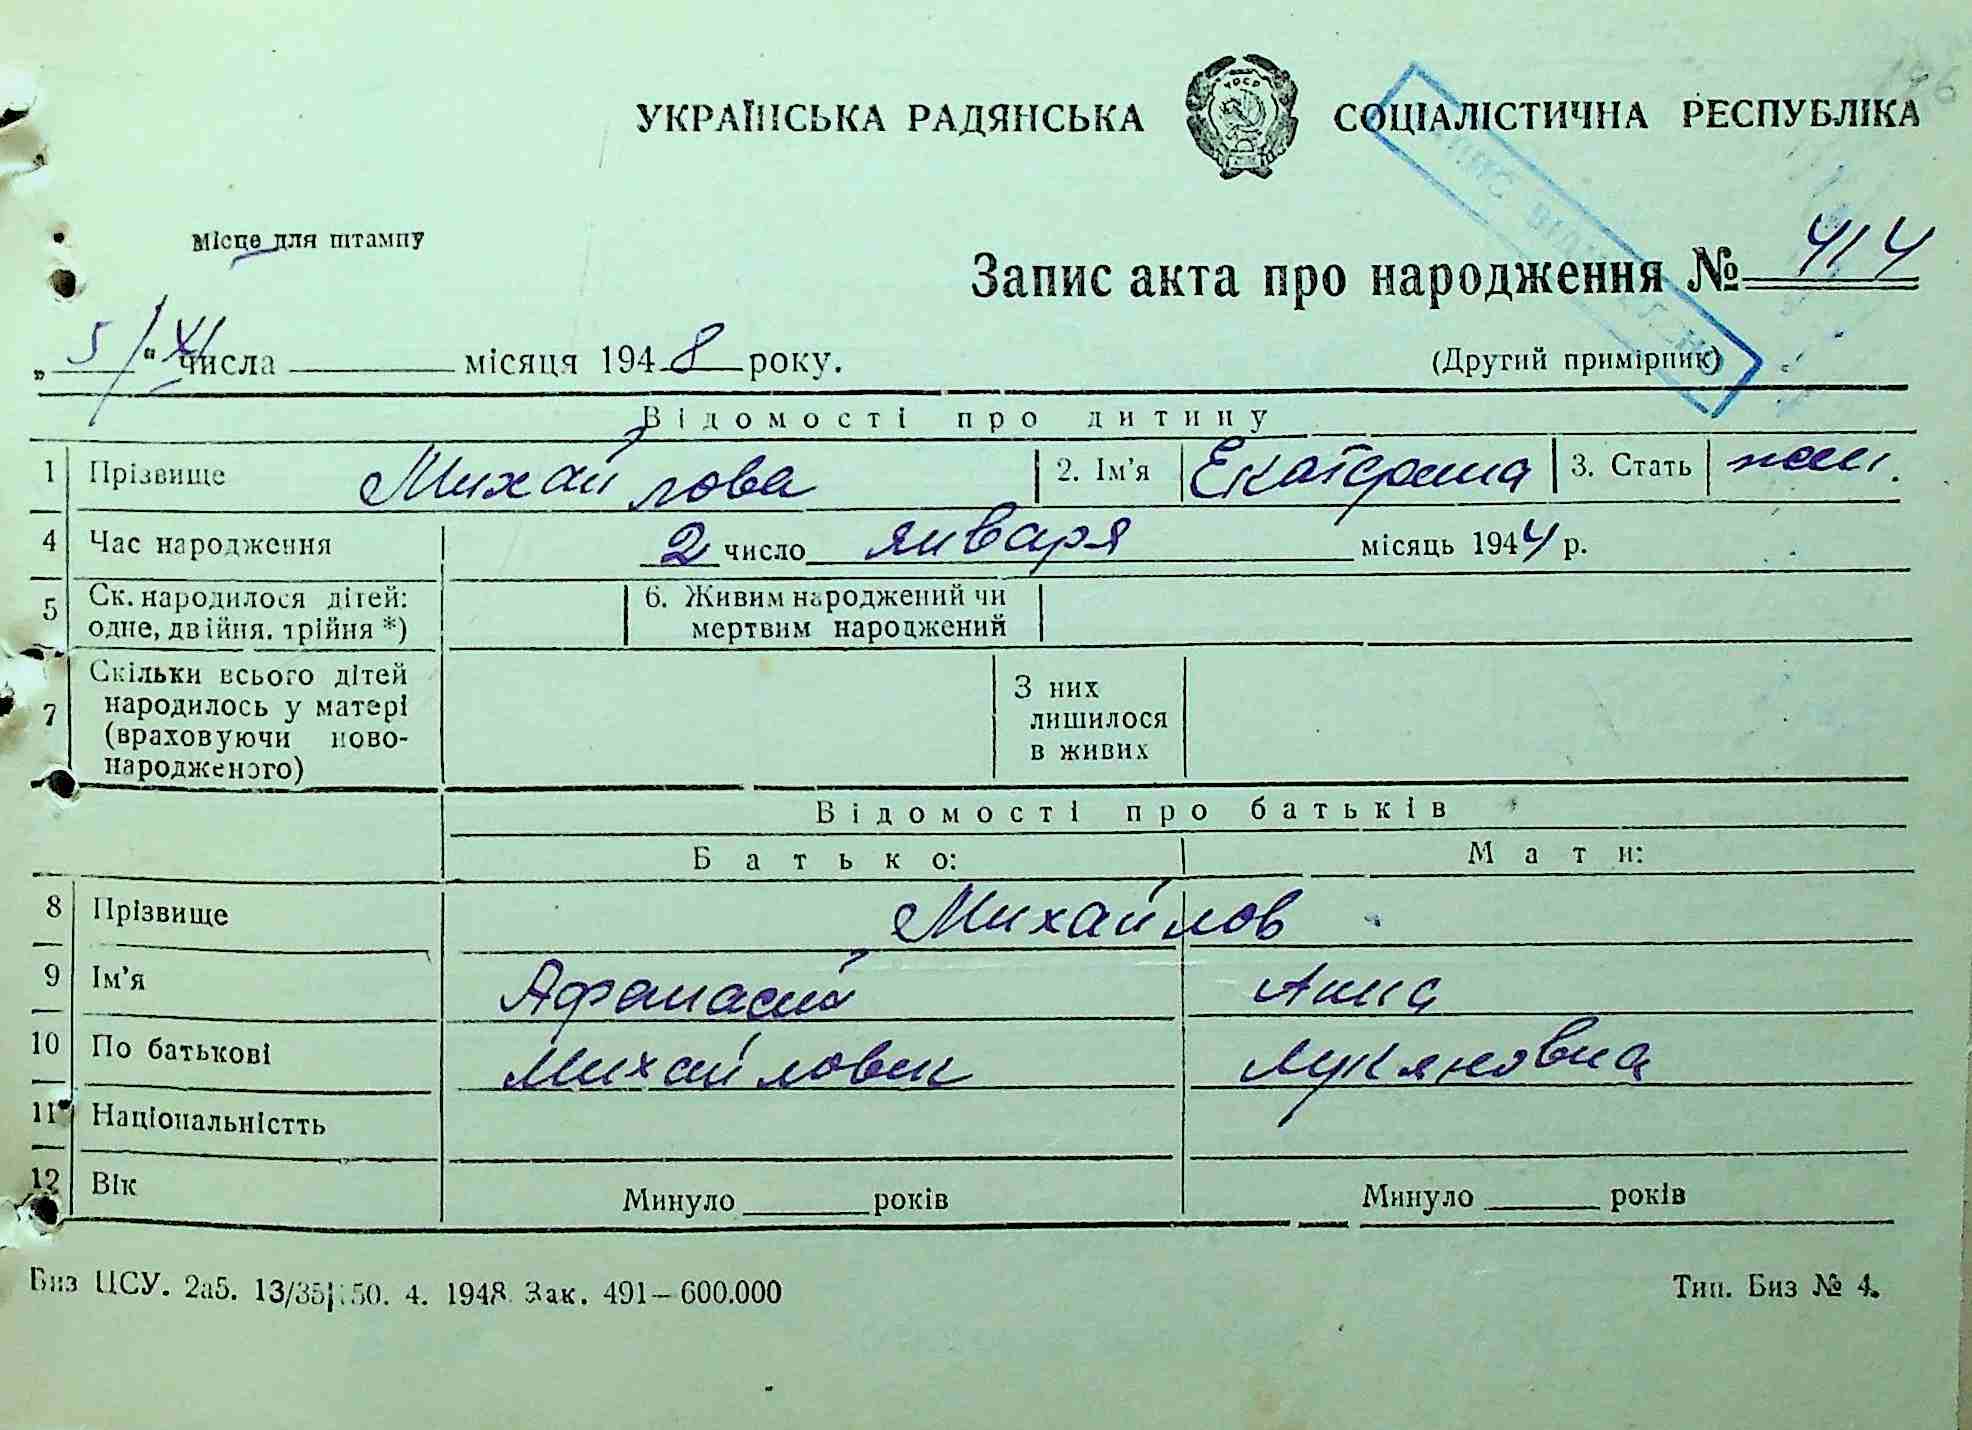 УКРАЇНСЬКА РАДЯНСЬКА СОЦІАЛІСТИЧНА РЕСПУБЛІКА
УРСР
Місце для штампу
Запис акта про народження № 414
„ 5 “ XI числа місяця 1948 року.
(Другий примірник)
Відомості про дитину
1 Прізвище Михайлова 2. Ім’я Екатерина 3. Стать жен.
4 Час народження 2 число января місяць 1944 р.
5 Ск. народилося дітей: одне, двійня, трійня *) 6. Живим народжений чи мертвим народжений
7 Скільки всього дітей народилось у матері (враховуючи новонародженого) З них лишилося в живих
Відомості про батьків
Батько: Мати:
8 Прізвище Михайлов
9 Ім’я Афанасий Анна
10 По батькові Михайлович Лукяновна
11 Національністть
12 Вік Минуло років Минуло років
Биз ЦСУ. 2а5. 13/35 50. 4. 1948 Зак. 491—600.000
Тип. Биз № 4.